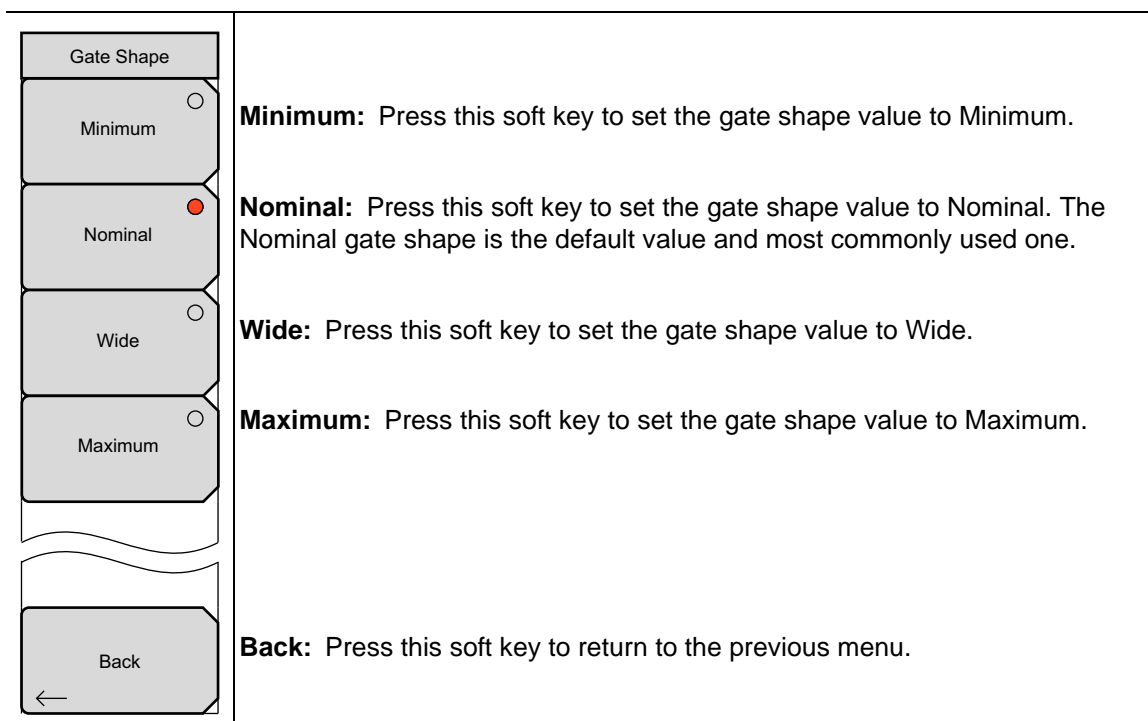 Gate Shape
Minimum
Minimum: Press this soft key to set the gate shape value to Minimum.
Nominal
Nominal: Press this soft key to set the gate shape value to Nominal. The
Nominal gate shape is the default value and most commonly used one.
Wide
Wide: Press this soft key to set the gate shape value to Wide.
Maximum
Maximum: Press this soft key to set the gate shape value to Maximum.
Back
Back: Press this soft key to return to the previous menu.